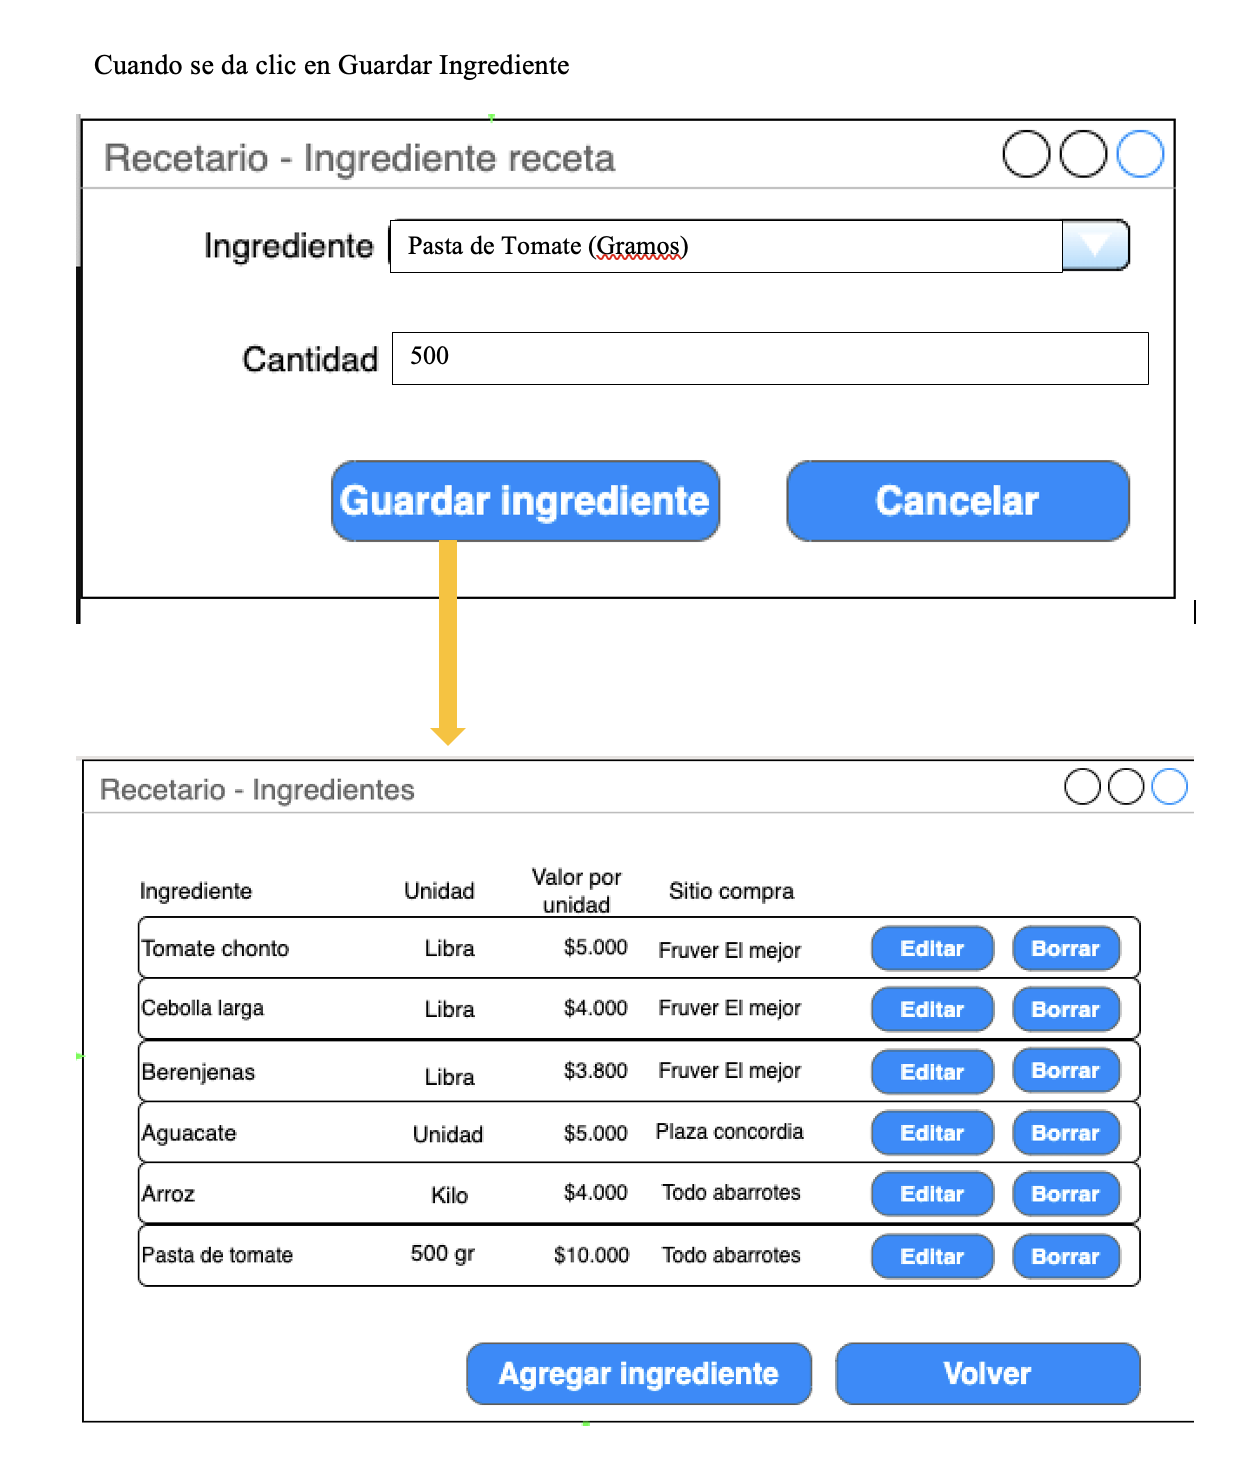 Cuando se da clic en Guardar Ingrediente
Recetario - Ingrediente receta
Ingrediente Pasta de Tomate (Gramos)
Cantidad 500
Guardar ingrediente Cancelar
Recetario - Ingredientes
Ingrediente Unidad Valor por unidad Sitio compra
Tomate chonto Libra $5.000 Fruver El mejor Editar Borrar
Cebolla larga Libra $4.000 Fruver El mejor Editar Borrar
Berenjenas Libra $3.800 Fruver El mejor Editar Borrar
Aguacate Unidad $5.000 Plaza concordia Editar Borrar
Arroz Kilo $4.000 Todo abarrotes Editar Borrar
Pasta de tomate 500 gr $10.000 Todo abarrotes Editar Borrar
Agregar ingrediente Volver